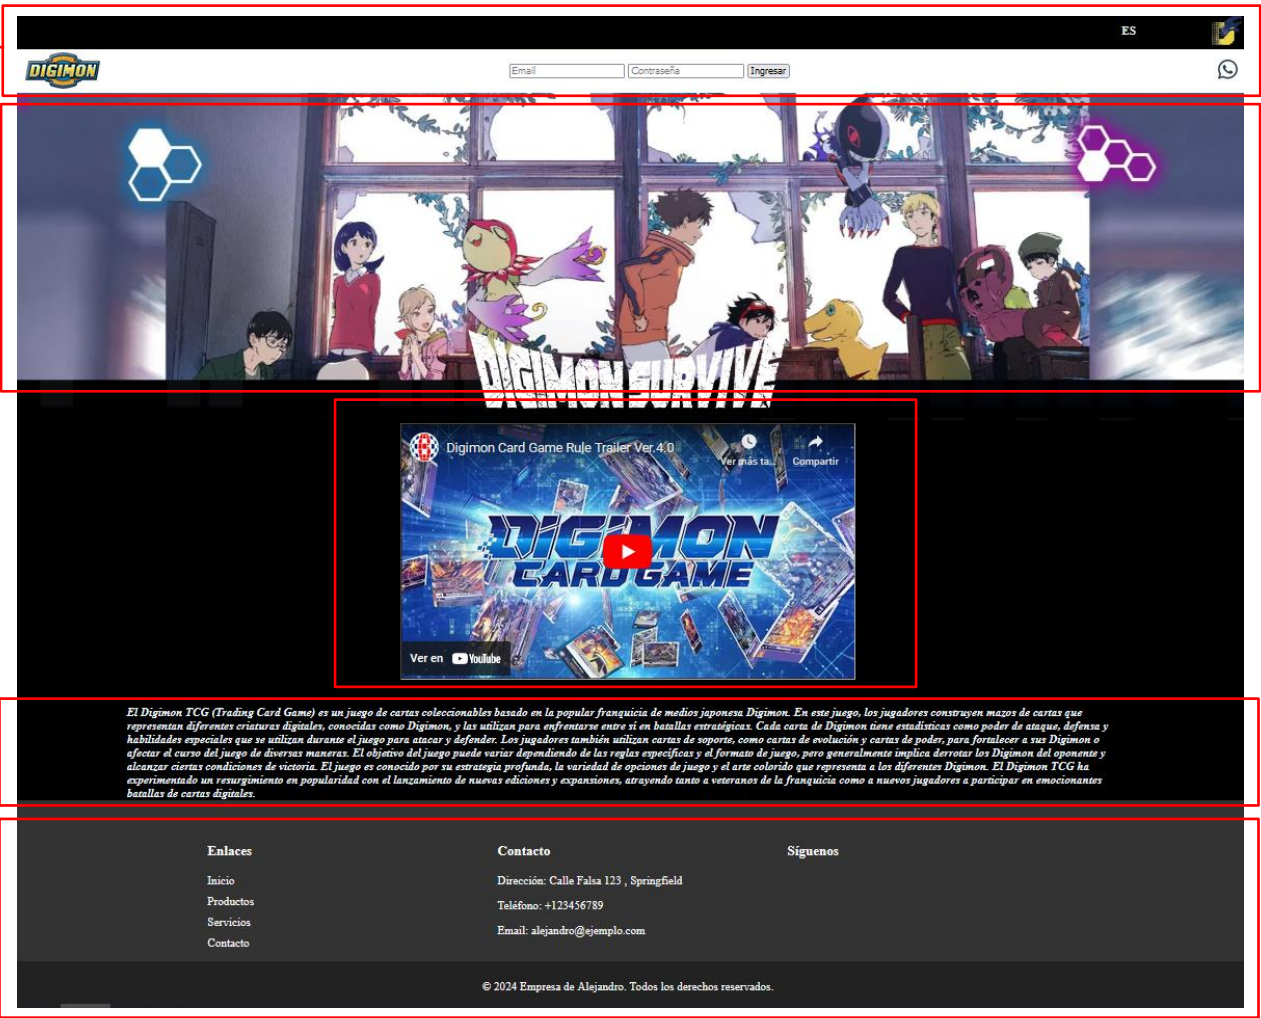 ES
DIGIMON
Email
Contraseña
Ingresar
DIGIMON SURVIVE
Digimon Card Game Rule Trailer Ver.4.0
Ver más ta...
Compartir
DIGIMON
CARD GAME
Ver en YouTube
El Digimon TCG (Trading Card Game) es un juego de cartas coleccionables basado en la popular franquicia de medios japonesa Digimon. En este juego, los jugadores construyen mazos de cartas que
representan diferentes criaturas digitales, conocidas como Digimon, y las utilizan para enfrentarse entre sí en batallas estratégicas. Cada carta de Digimon tiene estadísticas como poder de ataque, defensa y
habilidades especiales que se utilizan durante el juego para atacar y defender. Los jugadores también utilizan cartas de soporte, como cartas de evolución y cartas de poder, para fortalecer a sus Digimon o
afectar el curso del juego de diversas maneras. El objetivo del juego puede variar dependiendo de las reglas específicas y el formato de juego, pero generalmente implica derrotar los Digimon del oponente y
alcanzar ciertas condiciones de victoria. El juego es conocido por su estrategia profunda, la variedad de opciones de juego y el arte colorido que representa a los diferentes Digimon. El Digimon TCG ha
experimentado un resurgimiento en popularidad con el lanzamiento de nuevas ediciones y expansiones, atrayendo tanto a veteranos de la franquicia como a nuevos jugadores a participar en emocionantes
batallas de cartas digitales.
Enlaces
Inicio
Productos
Servicios
Contacto
Contacto
Dirección: Calle Falsa 123 , Springfield
Teléfono: +123456789
Email: alejandro@ejemplo.com
Síguenos
© 2024 Empresa de Alejandro. Todos los derechos reservados.